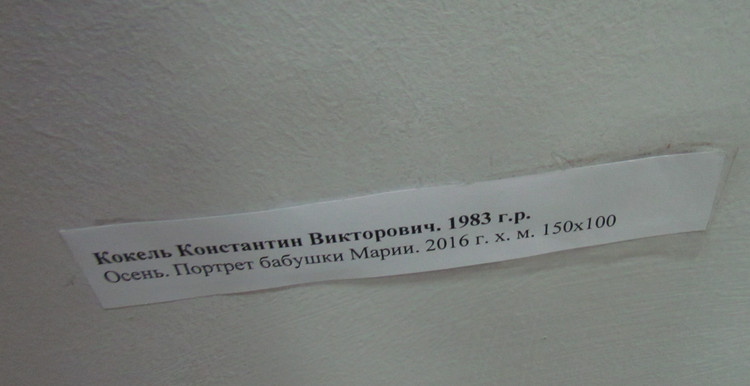 Кокель Константин Викторович. 1983 г.р.
Осень. Портрет бабушки Марии. 2016 г. х. м. 150х100